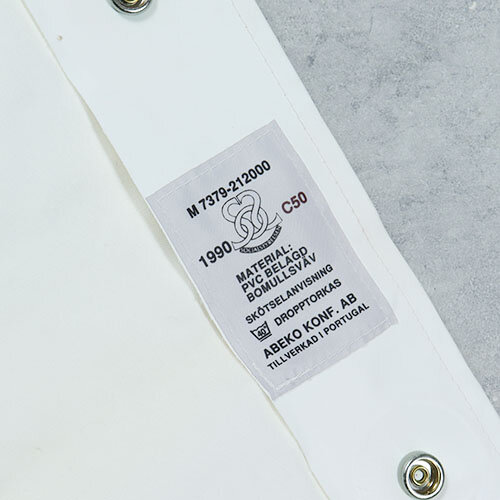 M 7379-212000
1990 C50
MATERIAL:
PVC BELAGD
BOMULLSVÄV
SKÖTSELANVISNING
40 DROPPTORKAS
ABEKO KONF. AB
TILLVERKAD I PORTUGAL